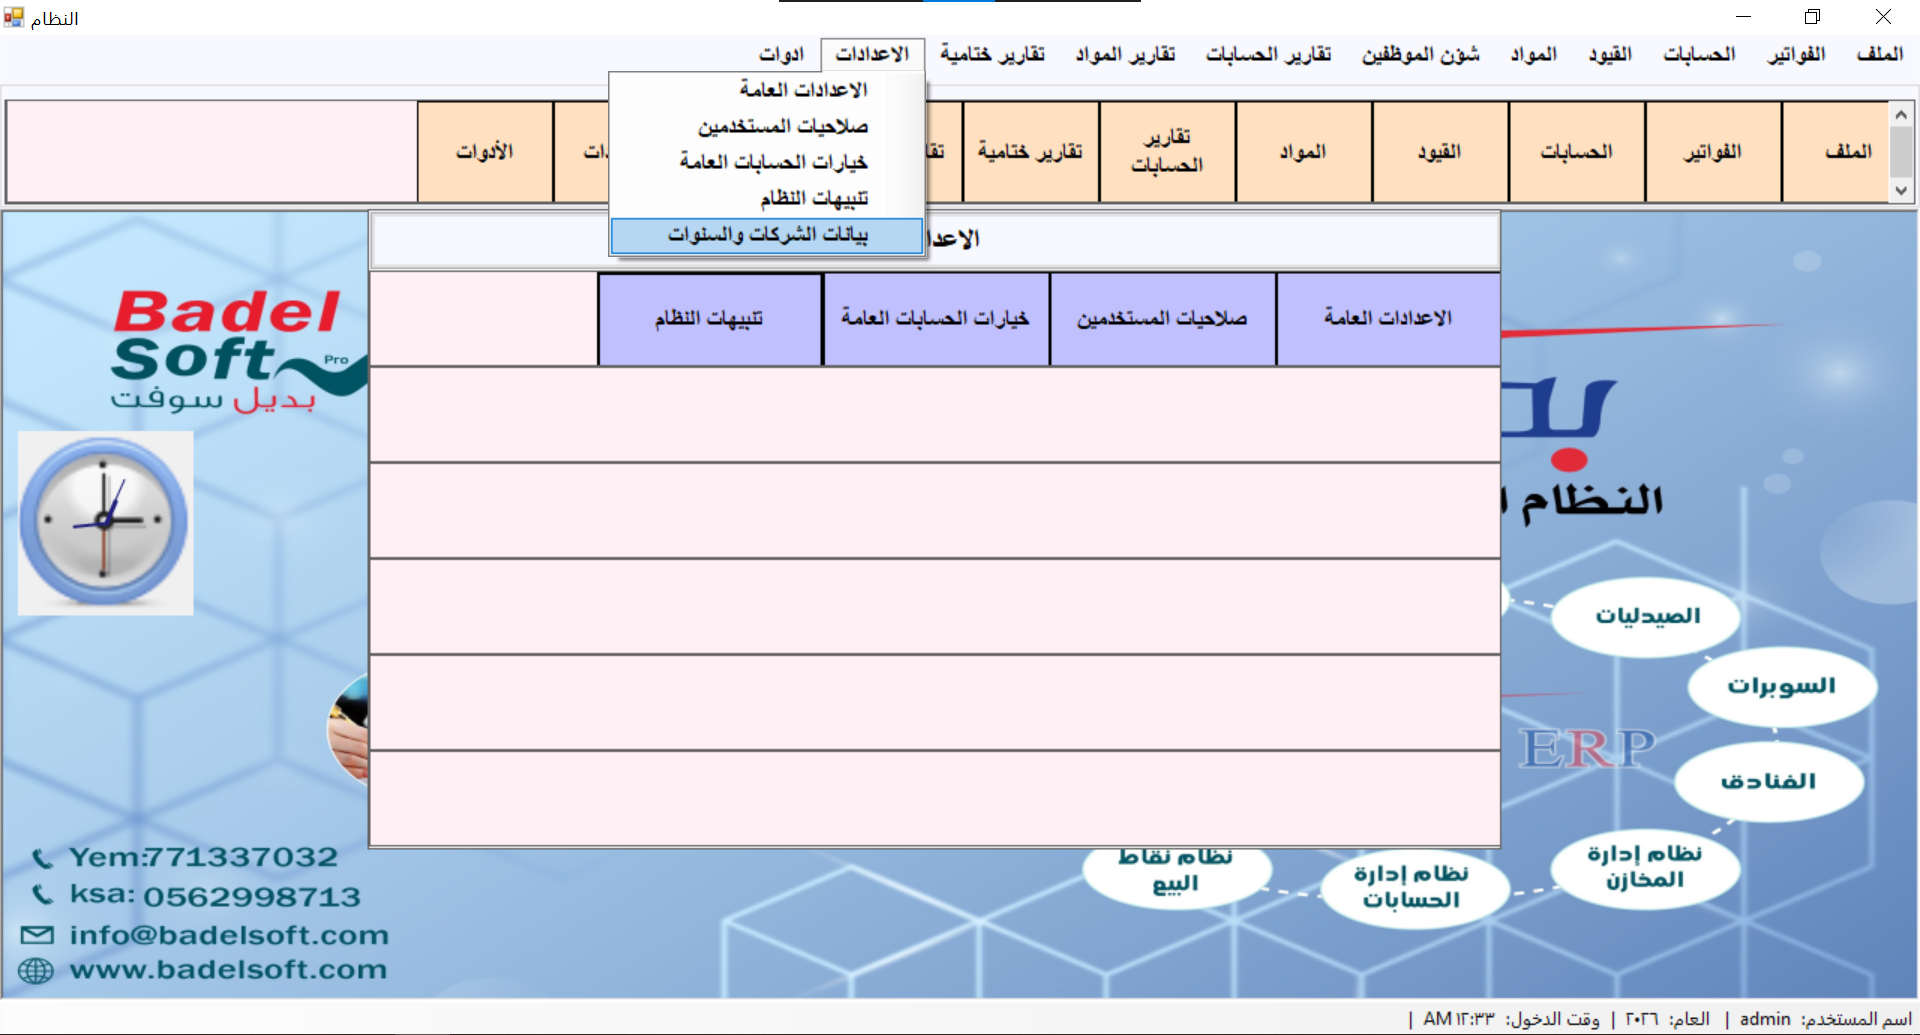 النظام
الملف
الفواتير
الحسابات
القيود
المواد
شؤن الموظفين
تقارير الحسابات
تقارير المواد
تقارير ختامية
الاعدادات
ادوات
الاعدادات العامة
صلاحيات المستخدمين
خيارات الحسابات العامة
تنبيهات النظام
بيانات الشركات والسنوات
الملف
الفواتير
الحسابات
القيود
المواد
تقارير
الحسابات
تقارير ختامية
الأدوات
الاعدادات العامة
صلاحيات المستخدمين
خيارات الحسابات العامة
تنبيهات النظام
Badel
Soft Pro
بديل سوفت
النظام
الصيدليات
السوبرات
ERP
الفنادق
نظام إدارة
المخازن
نظام إدارة
الحسابات
نظام نقاط
البيع
Yem:771337032
ksa: 0562998713
info@badelsoft.com
www.badelsoft.com
اسم المستخدم: admin | العام: ٢٠٢٦ | وقت الدخول: ١٢:٣٣ AM |